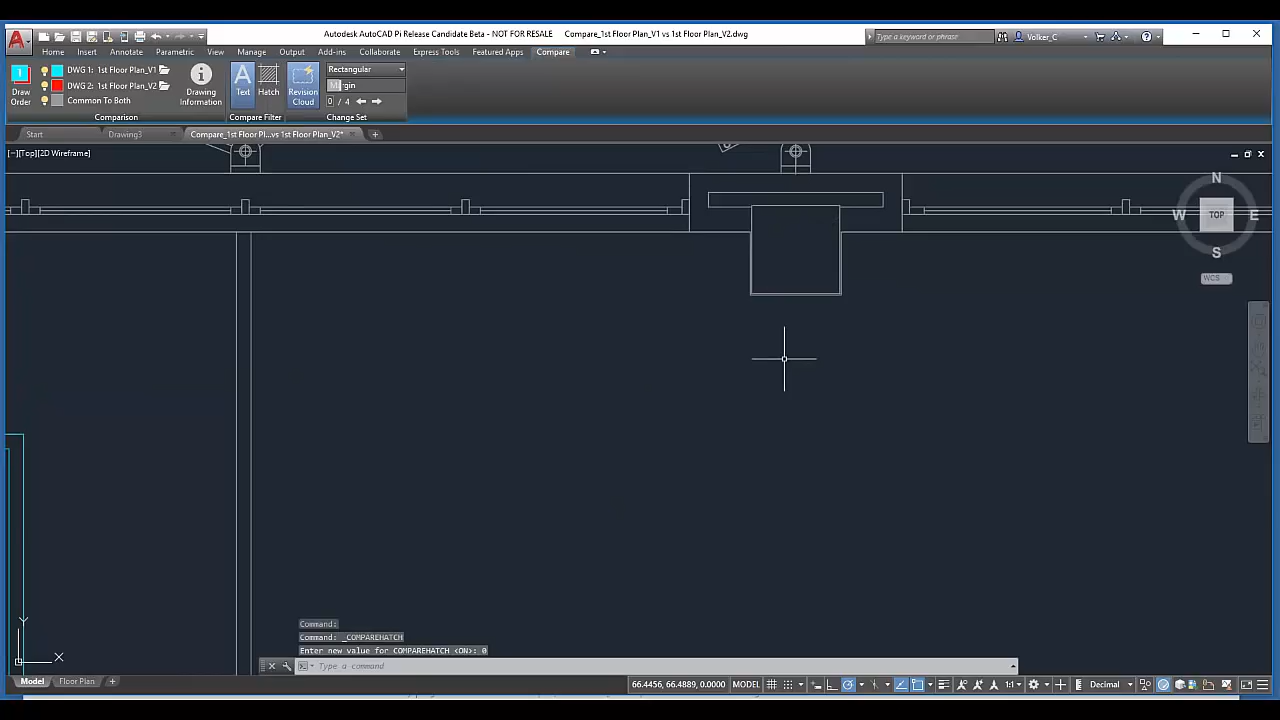 Autodesk AutoCAD Pi Release Candidate Beta - NOT FOR RESALE Compare_1st Floor Plan_V1 vs 1st Floor Plan_V2.dwg
Type a keyword or phrase
Volker_C
Home Insert Annotate Parametric View Manage Output Add-ins Collaborate Express Tools Featured Apps Compare
DWG 1: 1st Floor Plan_V1
DWG 2: 1st Floor Plan_V2
Common To Both
Draw Order
Drawing Information
Text
Hatch
Revision Cloud
Rectangular
Margin
0 / 4
Comparison
Compare Filter
Change Set
Start Drawing3 Compare_1st Floor Pl...vs 1st Floor Plan_V2*
[−][Top][2D Wireframe]
N
W TOP E
S
WCS
Command:
Command: _COMPAREHATCH
Enter new value for COMPAREHATCH <ON>: 0
Type a command
Y
X
Model Floor Plan
66.4456, 66.4889, 0.0000 MODEL 1:1 Decimal